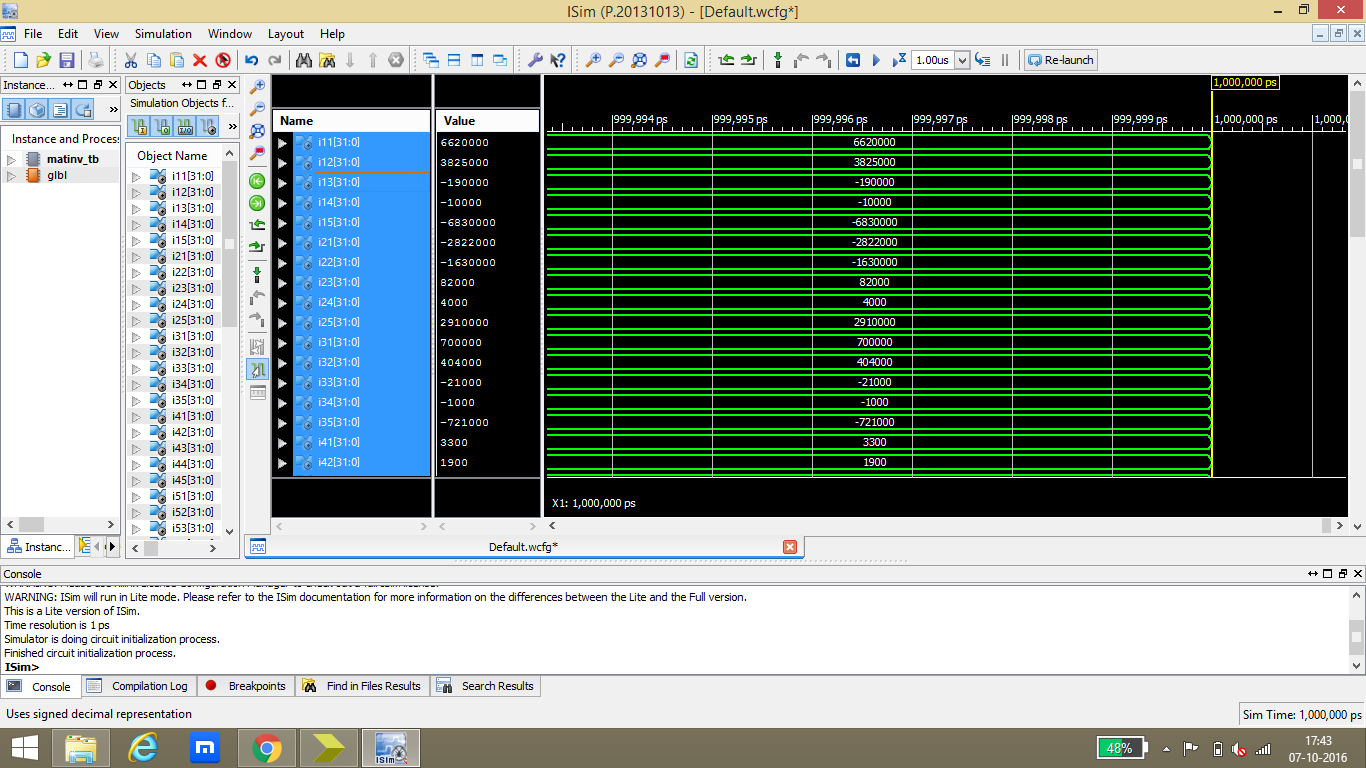 ISim (P.20131013) - [Default.wcfg*]
File Edit View Simulation Window Layout Help
1.00us Re-launch
Instance... Objects
Simulation Objects f...
Instance and Proces
matinv_tb
glbl
Object Name
i11[31:0]
i12[31:0]
i13[31:0]
i14[31:0]
i15[31:0]
i21[31:0]
i22[31:0]
i23[31:0]
i24[31:0]
i25[31:0]
i31[31:0]
i32[31:0]
i33[31:0]
i34[31:0]
i35[31:0]
i41[31:0]
i42[31:0]
i43[31:0]
i44[31:0]
i45[31:0]
i51[31:0]
i52[31:0]
i53[31:0]
1,000,000 ps
Name Value 999,994 ps 999,995 ps 999,996 ps 999,997 ps 999,998 ps 999,999 ps 1,000,000 ps 1,000,0
i11[31:0] 6620000 6620000
i12[31:0] 3825000 3825000
i13[31:0] -190000 -190000
i14[31:0] -10000 -10000
i15[31:0] -6830000 -6830000
i21[31:0] -2822000 -2822000
i22[31:0] -1630000 -1630000
i23[31:0] 82000 82000
i24[31:0] 4000 4000
i25[31:0] 2910000 2910000
i31[31:0] 700000 700000
i32[31:0] 404000 404000
i33[31:0] -21000 -21000
i34[31:0] -1000 -1000
i35[31:0] -721000 -721000
i41[31:0] 3300 3300
i42[31:0] 1900 1900
X1: 1,000,000 ps
Instanc... Default.wcfg*
Console
WARNING: ISim will run in Lite mode. Please refer to the ISim documentation for more information on the differences between the Lite and the Full version.
This is a Lite version of ISim.
Time resolution is 1 ps
Simulator is doing circuit initialization process.
Finished circuit initialization process.
ISim>
Console Compilation Log Breakpoints Find in Files Results Search Results
Uses signed decimal representation Sim Time: 1,000,000 ps
ISim 48% 17:43
07-10-2016